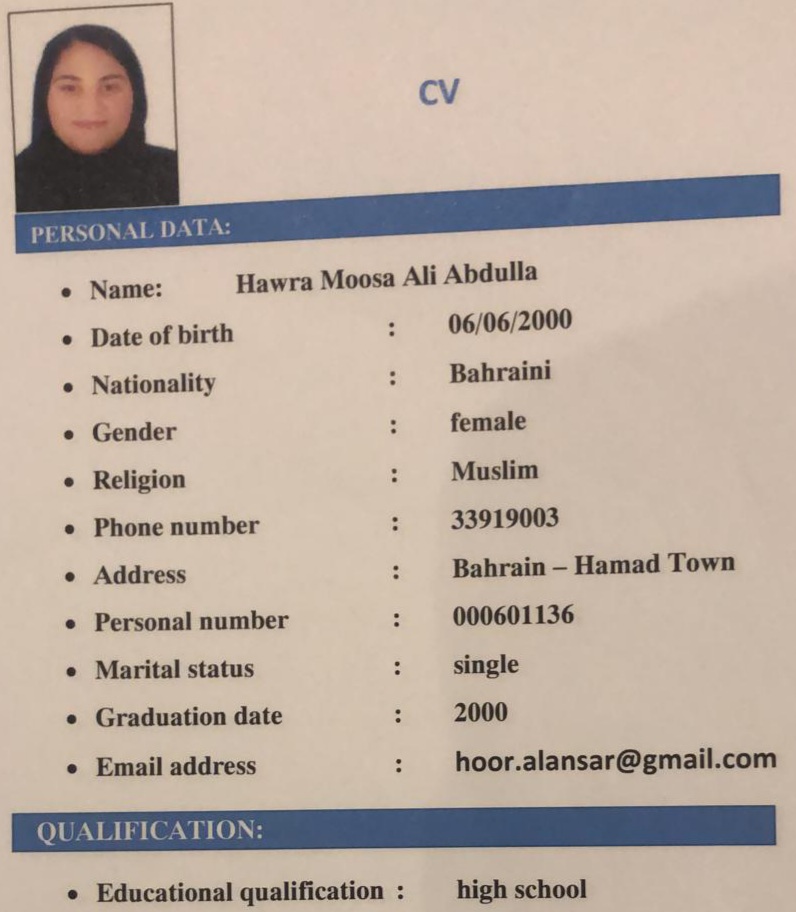 CV
PERSONAL DATA:
• Name: Hawra Moosa Ali Abdulla
• Date of birth : 06/06/2000
• Nationality : Bahraini
• Gender : female
• Religion : Muslim
• Phone number : 33919003
• Address : Bahrain – Hamad Town
• Personal number : 000601136
• Marital status : single
• Graduation date : 2000
• Email address : hoor.alansar@gmail.com
QUALIFICATION:
• Educational qualification : high school